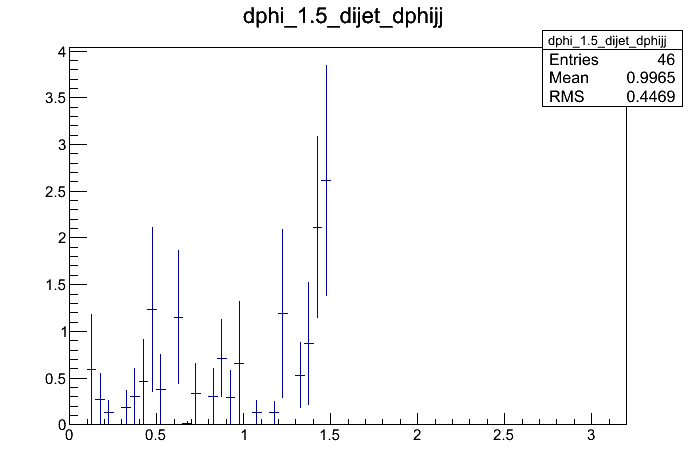 dphi_1.5_dijet_dphijj
dphi_1.5_dijet_dphijj
Entries 46
Mean 0.9965
RMS 0.4469
4
3.5
3
2.5
2
1.5
1
0.5
0
0 0.5 1 1.5 2 2.5 3